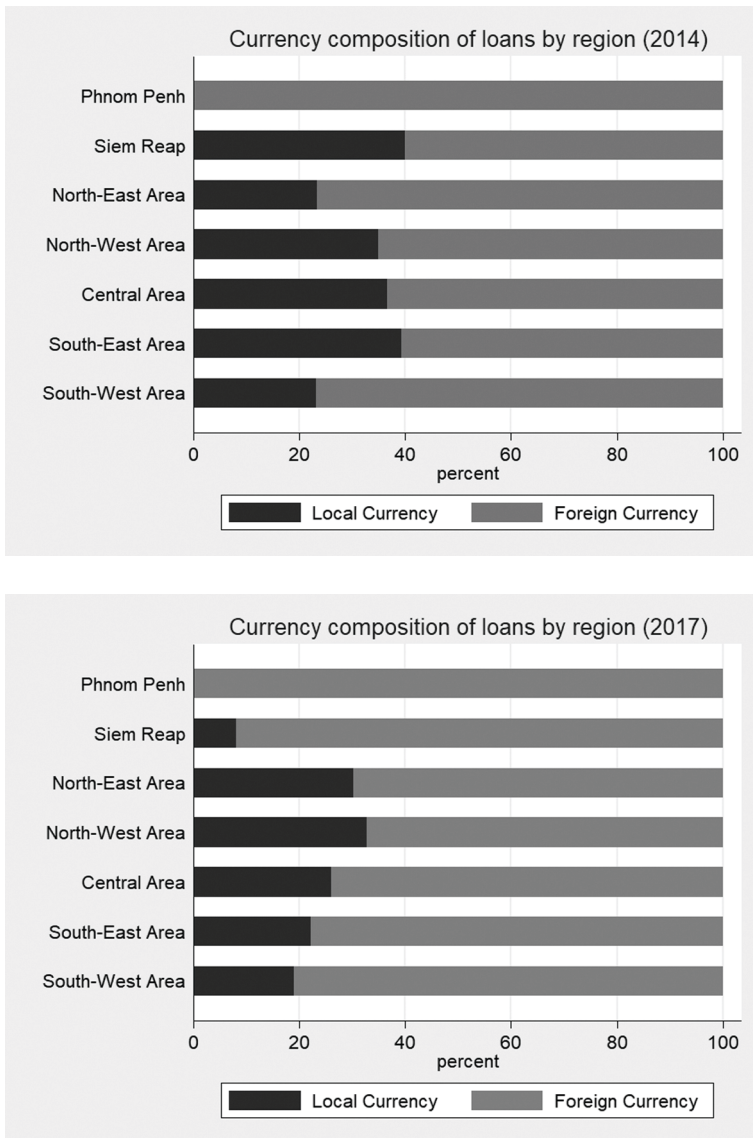 Currency composition of loans by region (2014)
Phnom Penh
Siem Reap
North-East Area
North-West Area
Central Area
South-East Area
South-West Area
0 20 40 60 80 100
percent
Local Currency Foreign Currency
Currency composition of loans by region (2017)
Phnom Penh
Siem Reap
North-East Area
North-West Area
Central Area
South-East Area
South-West Area
0 20 40 60 80 100
percent
Local Currency Foreign Currency